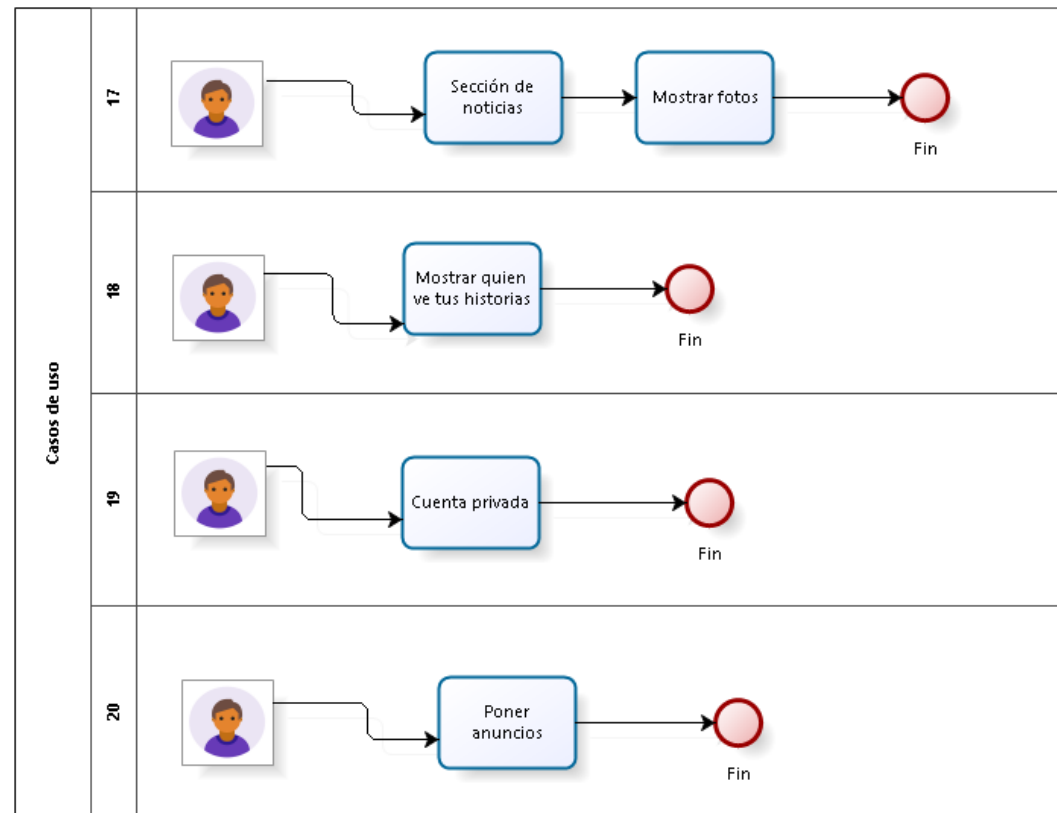 Casos de uso
17
Sección de
noticias
Mostrar fotos
Fin
18
Mostrar quien
ve tus historias
Fin
19
Cuenta privada
Fin
20
Poner
anuncios
Fin